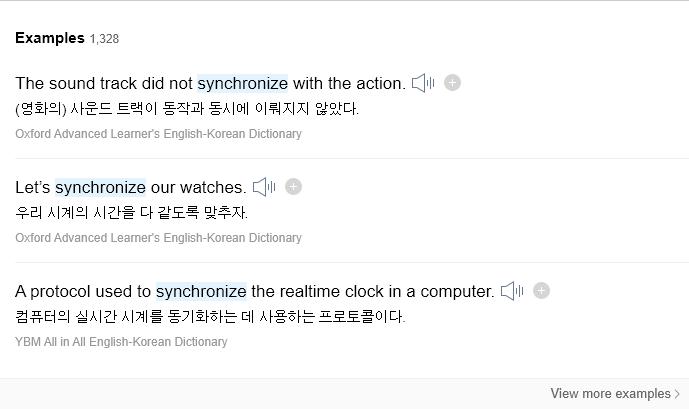 Examples 1,328
The sound track did not synchronize with the action.
(영화의) 사운드 트랙이 동작과 동시에 이뤄지지 않았다.
Oxford Advanced Learner's English-Korean Dictionary
Let's synchronize our watches.
우리 시계의 시간을 다 같도록 맞추자.
Oxford Advanced Learner's English-Korean Dictionary
A protocol used to synchronize the realtime clock in a computer.
컴퓨터의 실시간 시계를 동기화하는 데 사용하는 프로토콜이다.
YBM All in All English-Korean Dictionary
View more examples